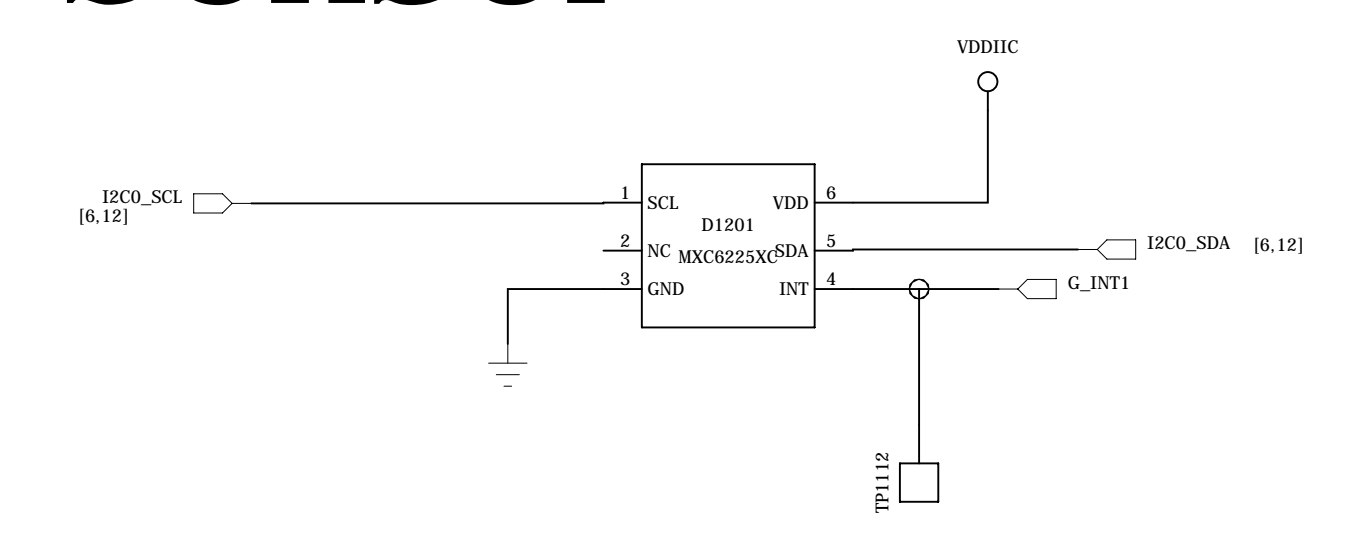 VDDIIC
I2C0_SCL
[6,12]
1 SCL VDD 6
D1201
2 NC MXC6225XC SDA 5
I2C0_SDA [6,12]
3 GND INT 4
G_INT1
TP1112